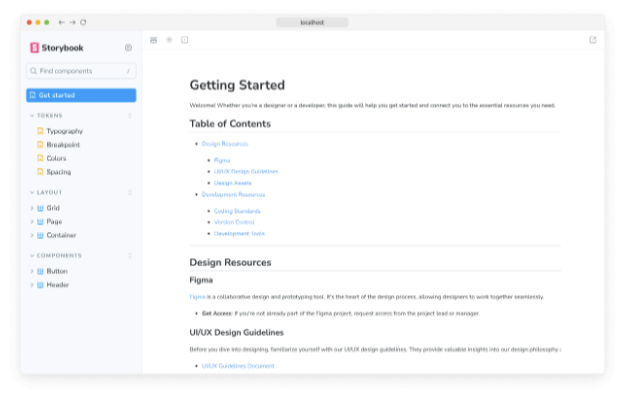 localhost
Storybook
Find components
/
Get started
TOKENS
Typography
Breakpoint
Colors
Spacing
LAYOUT
Grid
Page
Container
COMPONENTS
Button
Header
Getting Started
Welcome! Whether you're a designer or a developer, this guide will help you get started and connect you to the essential resources you need.
Table of Contents
Design Resources
Figma
UI/UX Design Guidelines
Design Assets
Development Resources
Coding Standards
Version Control
Development Tools
Design Resources
Figma
Figma is a collaborative design and prototyping tool. It's the heart of the design process, allowing designers to work together seamlessly.
Get Access: If you're not already part of the Figma project, request access from the project lead or manager.
UI/UX Design Guidelines
Before you dive into designing, familiarize yourself with our UI/UX design guidelines. They provide valuable insights into our design philosophy
UI/UX Guidelines Document